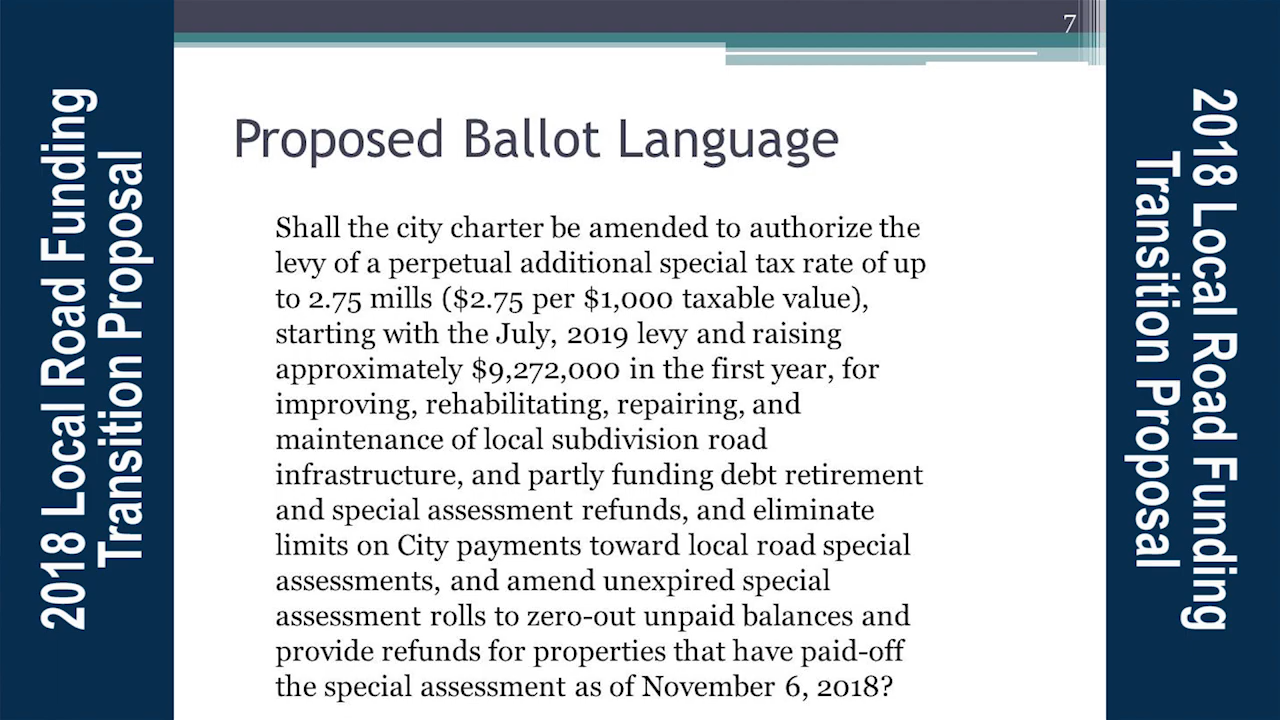 7
2018 Local Road Funding
Transition Proposal
Proposed Ballot Language
Shall the city charter be amended to authorize the
levy of a perpetual additional special tax rate of up
to 2.75 mills ($2.75 per $1,000 taxable value),
starting with the July, 2019 levy and raising
approximately $9,272,000 in the first year, for
improving, rehabilitating, repairing, and
maintenance of local subdivision road
infrastructure, and partly funding debt retirement
and special assessment refunds, and eliminate
limits on City payments toward local road special
assessments, and amend unexpired special
assessment rolls to zero-out unpaid balances and
provide refunds for properties that have paid-off
the special assessment as of November 6, 2018?
2018 Local Road Funding
Transition Proposal